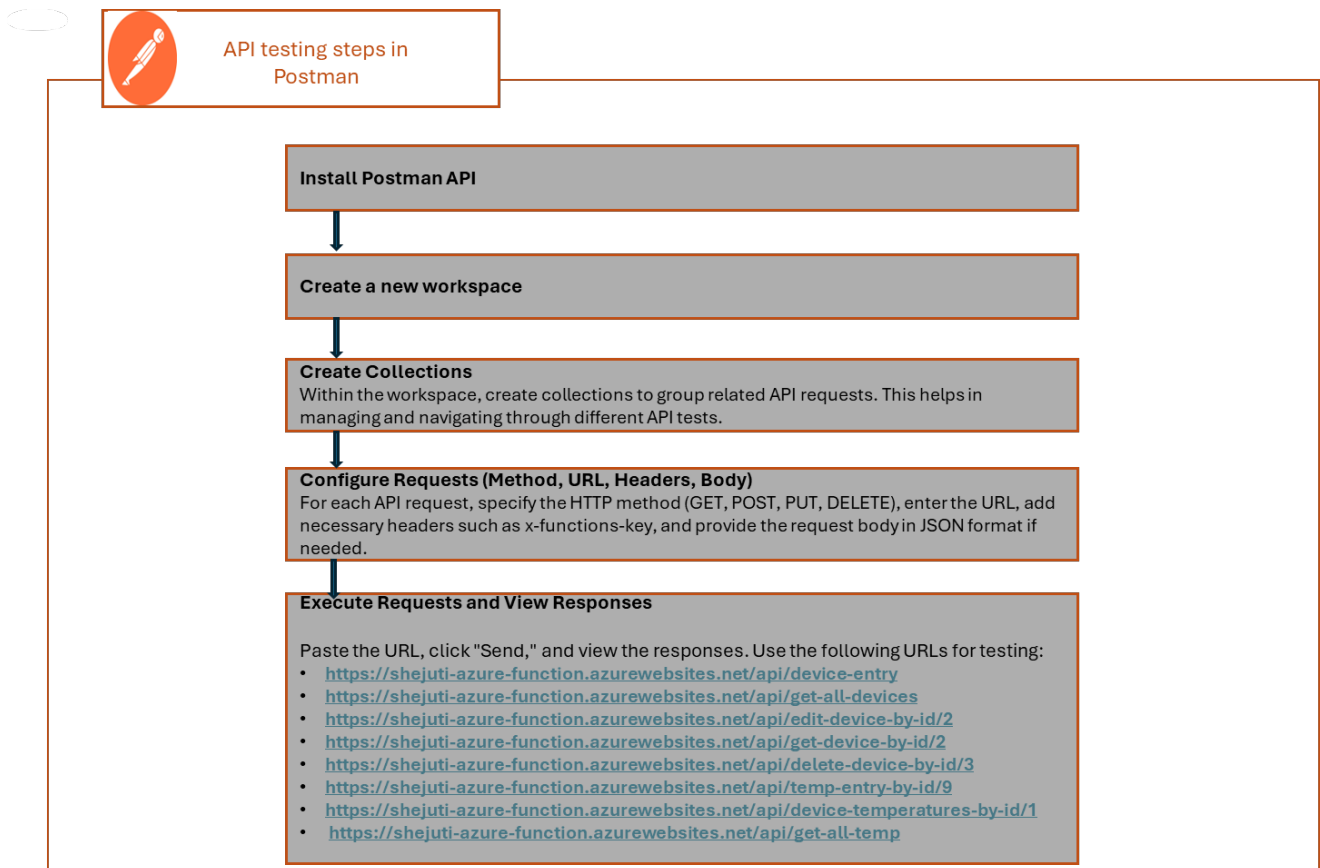 API testing steps in
Postman
Install Postman API
Create a new workspace
Create Collections
Within the workspace, create collections to group related API requests. This helps in
managing and navigating through different API tests.
Configure Requests (Method, URL, Headers, Body)
For each API request, specify the HTTP method (GET, POST, PUT, DELETE), enter the URL, add
necessary headers such as x-functions-key, and provide the request body in JSON format if
needed.
Execute Requests and View Responses
Paste the URL, click "Send," and view the responses. Use the following URLs for testing:
• https://shejuti-azure-function.azurewebsites.net/api/device-entry
• https://shejuti-azure-function.azurewebsites.net/api/get-all-devices
• https://shejuti-azure-function.azurewebsites.net/api/edit-device-by-id/2
• https://shejuti-azure-function.azurewebsites.net/api/get-device-by-id/2
• https://shejuti-azure-function.azurewebsites.net/api/delete-device-by-id/3
• https://shejuti-azure-function.azurewebsites.net/api/temp-entry-by-id/9
• https://shejuti-azure-function.azurewebsites.net/api/device-temperatures-by-id/1
• https://shejuti-azure-function.azurewebsites.net/api/get-all-temp